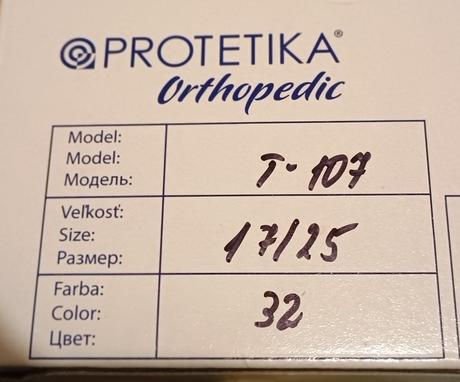 PROTETIKA®
Orthopedic
Model:
Model:
Модель:
T-107
Veľkosť:
Size:
Размер:
17/25
Farba:
Color:
Цвет:
32